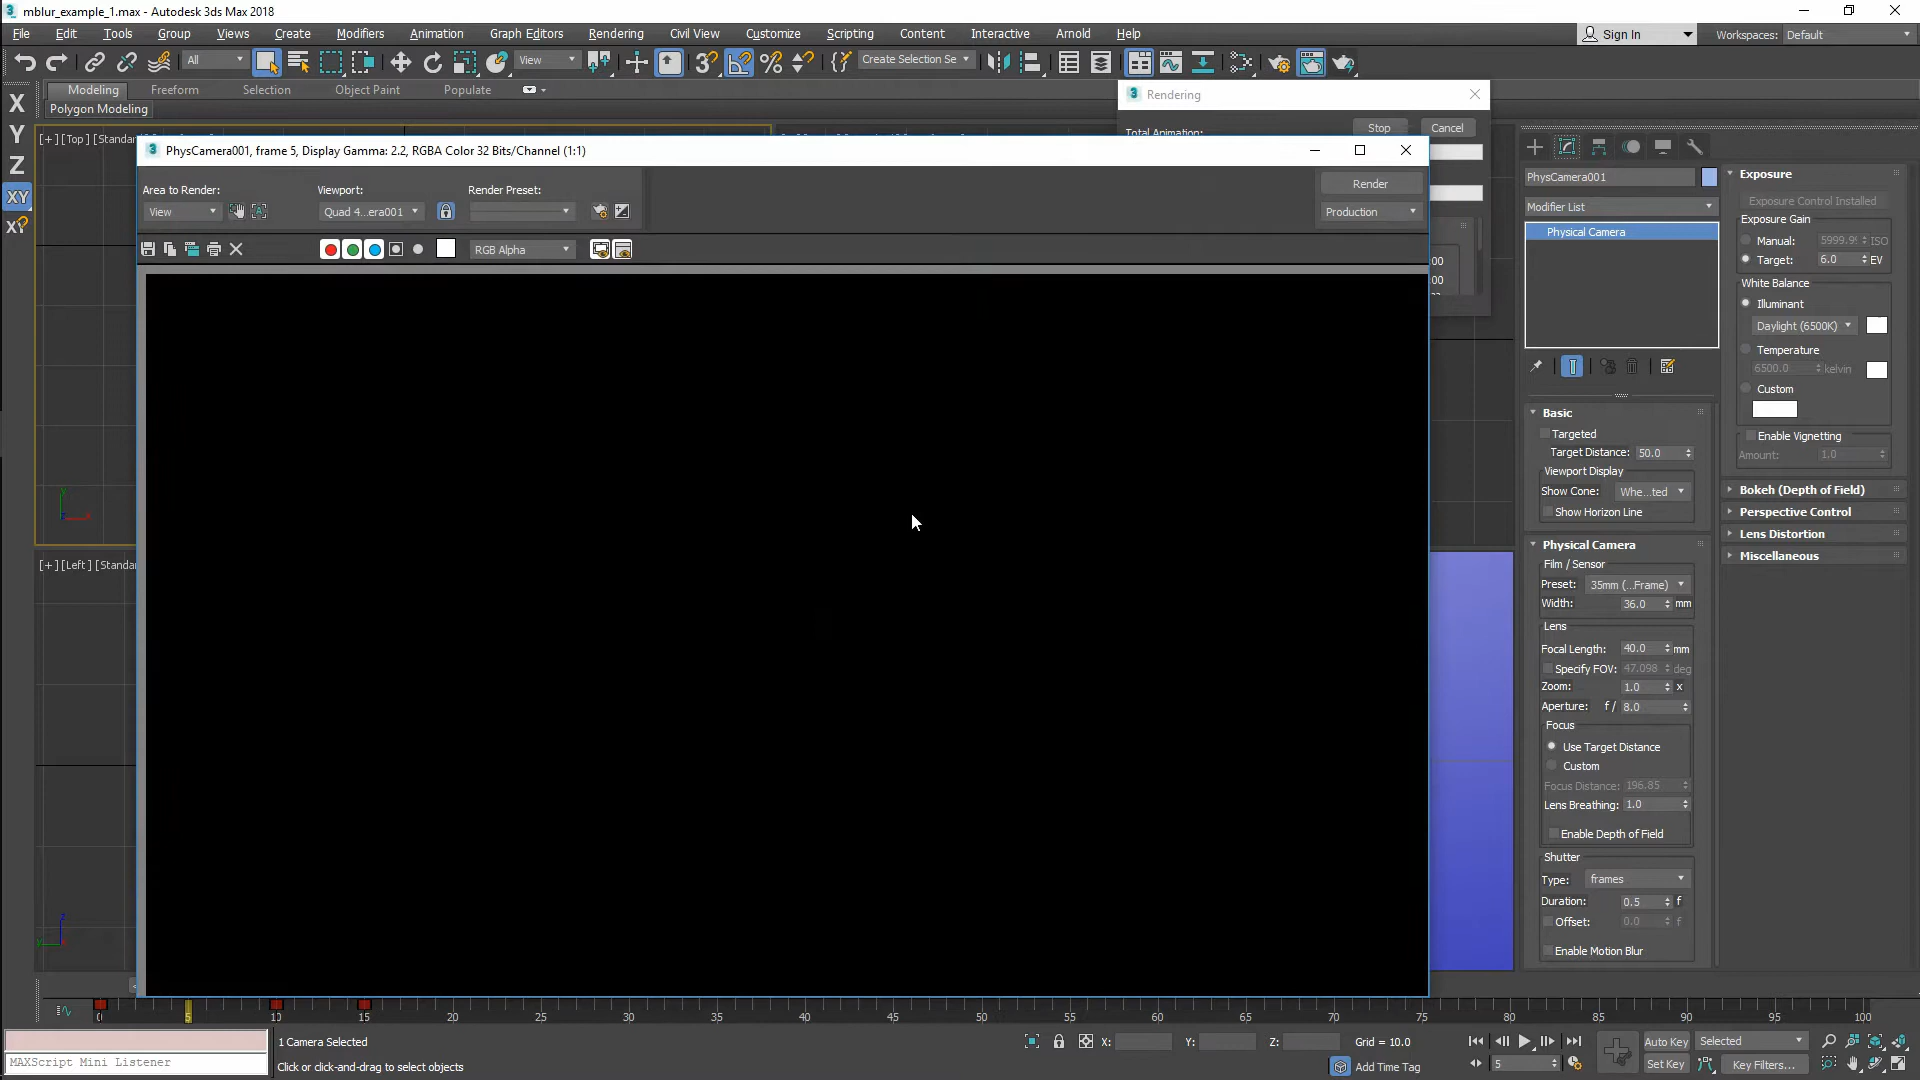 mblur_example_1.max - Autodesk 3ds Max 2018
File Edit Tools Group Views Create Modifiers Animation Graph Editors Rendering Civil View Customize Scripting Content Interactive Arnold Help
Sign In Workspaces: Default
All View Create Selection Se
Modeling Freeform Selection Object Paint Populate
Polygon Modeling
Rendering
Total Animation: Stop Cancel
X
Y
Z
XY
XY
[+] [Top] [Standar
PhysCamera001, frame 5, Display Gamma: 2.2, RGBA Color 32 Bits/Channel (1:1)
Area to Render: Viewport: Render Preset: Render
View Quad 4...era001 Production
RGB Alpha
00
00
[+] [Left] [Standa
PhysCamera001
Modifier List
Physical Camera
Basic
Targeted
Target Distance: 50.0
Viewport Display
Show Cone: Whe...ted
Show Horizon Line
Physical Camera
Film / Sensor
Preset: 35mm (...Frame)
Width: 36.0 mm
Lens
Focal Length: 40.0 mm
Specify FOV: 47.098 deg
Zoom: 1.0 x
Aperture: f / 8.0
Focus
Use Target Distance
Custom
Focus Distance: 196.85
Lens Breathing: 1.0
Enable Depth of Field
Shutter
Type: frames
Duration: 0.5 f
Offset: 0.0 f
Enable Motion Blur
Exposure
Exposure Control Installed
Exposure Gain
Manual: 5999.99 ISO
Target: 6.0 EV
White Balance
Illuminant
Daylight (6500K)
Temperature
6500.0 kelvin
Custom
Enable Vignetting
Amount: 1.0
Bokeh (Depth of Field)
Perspective Control
Lens Distortion
Miscellaneous
0 5 10 15 20 25 30 35 40 45 50 55 60 65 70 75 80 85 90 95 100
1 Camera Selected X: Y: Z: Grid = 10.0 Auto Key Selected
MAXScript Mini Listener Click or click-and-drag to select objects Add Time Tag 5 Set Key Key Filters...